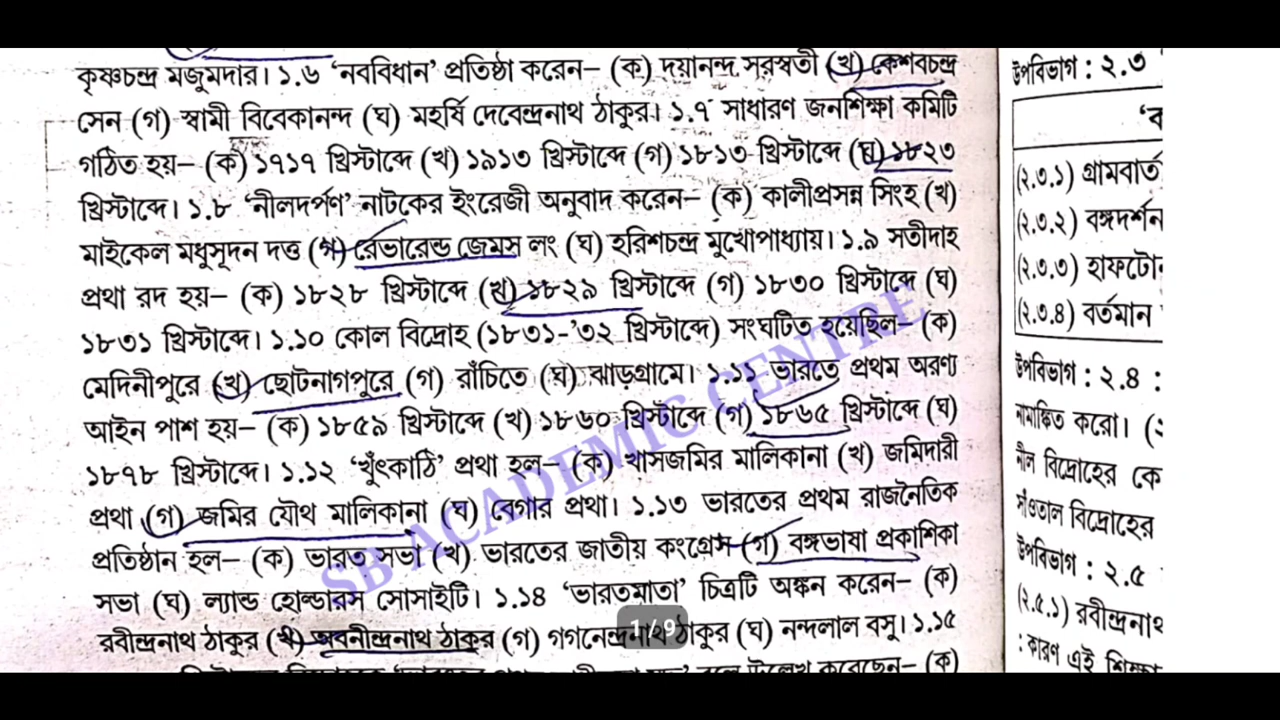 কৃষ্ণচন্দ্র মজুমদার। ১.৬ ‘নববিধান’ প্রতিষ্ঠা করেন– (ক) দয়ানন্দ সরস্বতী (খ) কেশবচন্দ্র
সেন (গ) স্বামী বিবেকানন্দ (ঘ) মহর্ষি দেবেন্দ্রনাথ ঠাকুর। ১.৭ সাধারণ জনশিক্ষা কমিটি
গঠিত হয়– (ক) ১৭১৭ খ্রিস্টাব্দে (খ) ১৯১৩ খ্রিস্টাব্দে (গ) ১৮১৩ খ্রিস্টাব্দে (ঘ) ১৮২৩
খ্রিস্টাব্দে। ১.৮ ‘নীলদর্পণ’ নাটকের ইংরেজী অনুবাদ করেন– (ক) কালীপ্রসন্ন সিংহ (খ)
মাইকেল মধুসূদন দত্ত (গ) রেভারেন্ড জেমস লং (ঘ) হরিশচন্দ্র মুখোপাধ্যায়। ১.৯ সতীদাহ
প্রথা রদ হয়– (ক) ১৮২৮ খ্রিস্টাব্দে (খ) ১৮২৯ খ্রিস্টাব্দে (গ) ১৮৩০ খ্রিস্টাব্দে (ঘ)
১৮৩১ খ্রিস্টাব্দে। ১.১০ কোল বিদ্রোহ (১৮৩১-’৩২ খ্রিস্টাব্দে) সংঘটিত হয়েছিল– (ক)
মেদিনীপুরে (খ) ছোটনাগপুরে (গ) রাঁচিতে (ঘ) ঝাড়গ্রামে। ১.১১ ভারতে প্রথম অরণ্য
আইন পাশ হয়– (ক) ১৮৫৯ খ্রিস্টাব্দে (খ) ১৮৬০ খ্রিস্টাব্দে (গ) ১৮৬৫ খ্রিস্টাব্দে (ঘ)
১৮৭৮ খ্রিস্টাব্দে। ১.১২ ‘খুঁৎকাঠি’ প্রথা হল– (ক) খাসজমির মালিকানা (খ) জমিদারী
প্রথা (গ) জমির যৌথ মালিকানা (ঘ) বেগার প্রথা। ১.১৩ ভারতের প্রথম রাজনৈতিক
প্রতিষ্ঠান হল– (ক) ভারত সভা (খ) ভারতের জাতীয় কংগ্রেস (গ) বঙ্গভাষা প্রকাশিকা
সভা (ঘ) ল্যান্ড হোল্ডারস সোসাইটি। ১.১৪ ‘ভারতমাতা’ চিত্রটি অঙ্কন করেন– (ক)
রবীন্দ্রনাথ ঠাকুর (খ) অবনীন্দ্রনাথ ঠাকুর (গ) গগনেন্দ্রনাথ ঠাকুর (ঘ) নন্দলাল বসু। ১.১৫
বলে উল্লেখ করেছেন– (ক)
SB ACADEMIC CENTRE
1/9
উপবিভাগ : ২.৩
‘ব
(২.৩.১) গ্রামবার্ত
(২.৩.২) বঙ্গদর্শন
(২.৩.৩) হাফটোন
(২.৩.৪) বর্তমান
উপবিভাগ : ২.৪ :
নামাঙ্কিত করো। (২
নীল বিদ্রোহের কে
সাঁওতাল বিদ্রোহের
উপবিভাগ : ২.৫
(২.৫.১) রবীন্দ্রনাথ
: কারণ এই শিক্ষা